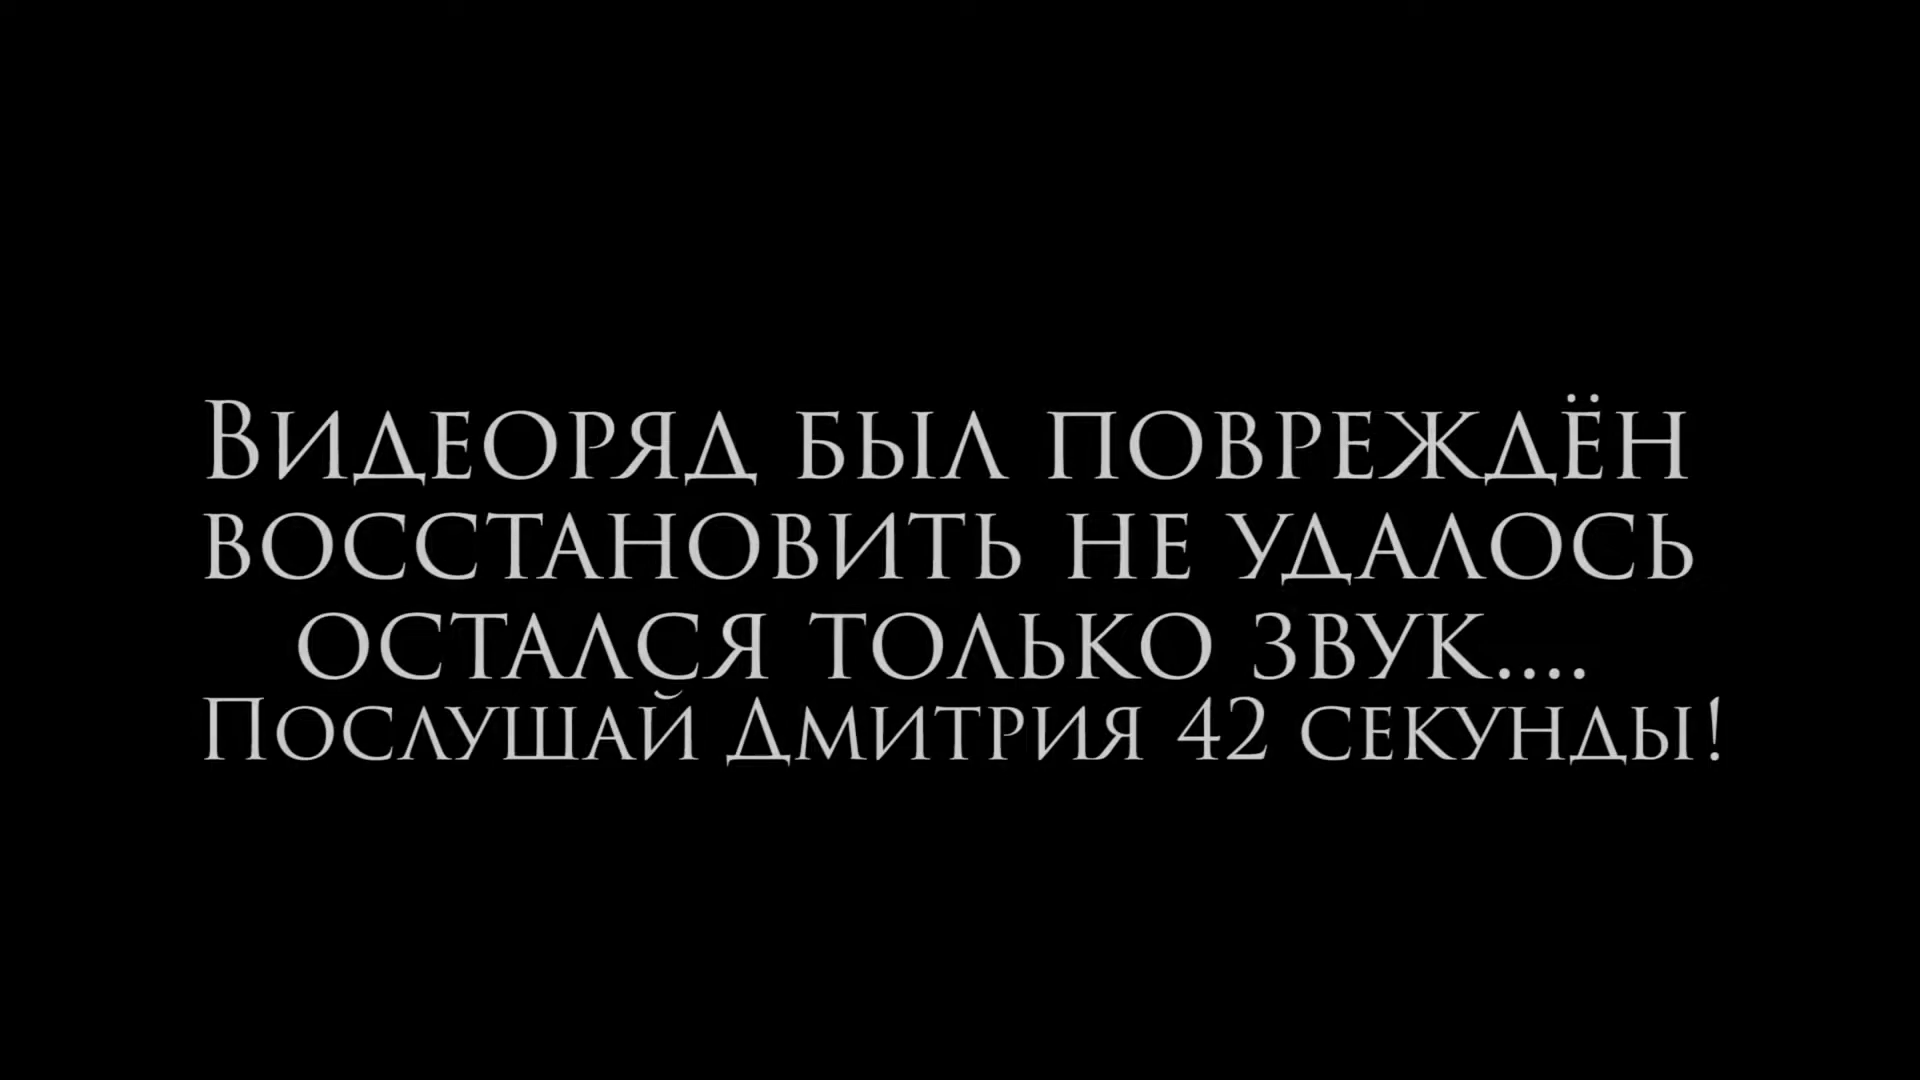 Видеоряд был повреждён
восстановить не удалось
остался только звук....
Послушай Дмитрия 42 секунды!